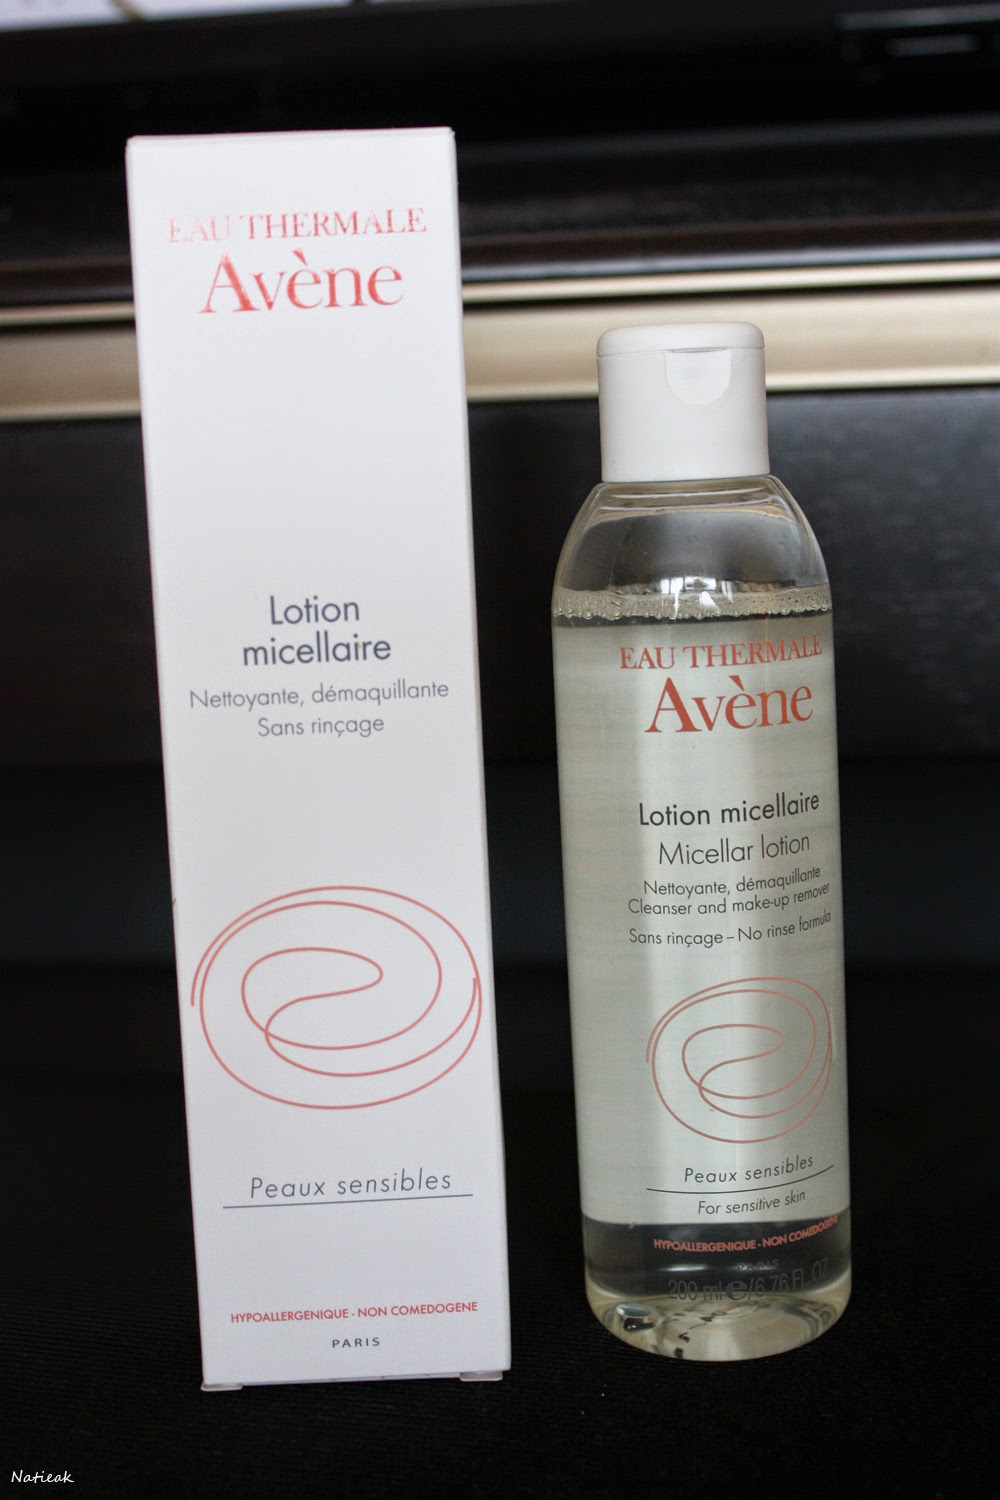 EAU THERMALE
Avène
Lotion
micellaire
Nettoyante, démaquillante
Sans rinçage
Peaux sensibles
HYPOALLERGENIQUE - NON COMEDOGENE
PARIS
EAU THERMALE
Avène
Lotion micellaire
Micellar lotion
Nettoyante, démaquillante
Cleanser and make-up remover
Sans rinçage – No rinse formula
Peaux sensibles
For sensitive skin
HYPOALLERGENIQUE - NON COMEDOGENE
PARIS
200 ml e / 6.76 FL.OZ.
Natieak